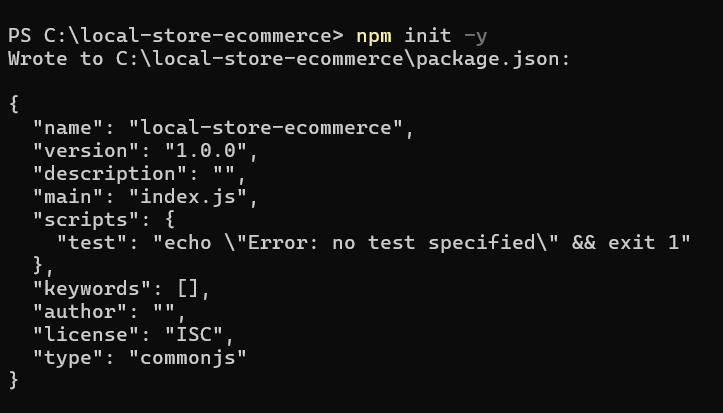 PS C:\local-store-ecommerce> npm init -y
Wrote to C:\local-store-ecommerce\package.json:
{
  "name": "local-store-ecommerce",
  "version": "1.0.0",
  "description": "",
  "main": "index.js",
  "scripts": {
    "test": "echo \"Error: no test specified\" && exit 1"
  },
  "keywords": [],
  "author": "",
  "license": "ISC",
  "type": "commonjs"
}